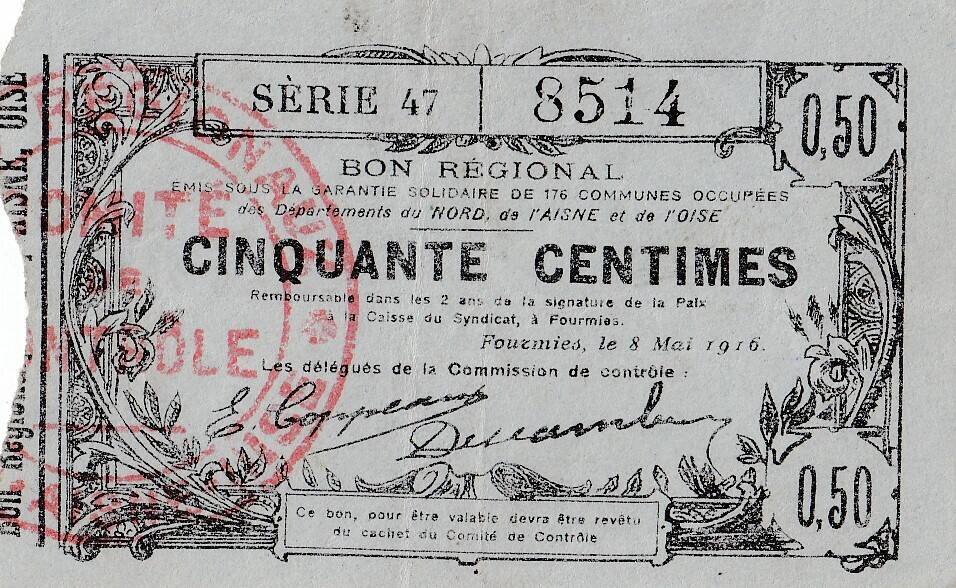 SÈRIE 47
8514
0,50
BON RÉGIONAL
EMIS SOUS LA GARANTIE SOLIDAIRE DE 176 COMMUNES OCCUPÉES
des Départements du NORD, de l'AISNE et de l'OISE
CINQUANTE CENTIMES
Remboursable dans les 2 ans de la signature de la Paix
à la Caisse du Syndicat, à Fourmies.
Fourmies, le 8 Mai 1916.
Les délégués de la Commission de contrôle :
0,50
Ce bon, pour être valable devra être revêtu
du cachet du Comité de Contrôle
AISNE, OISE